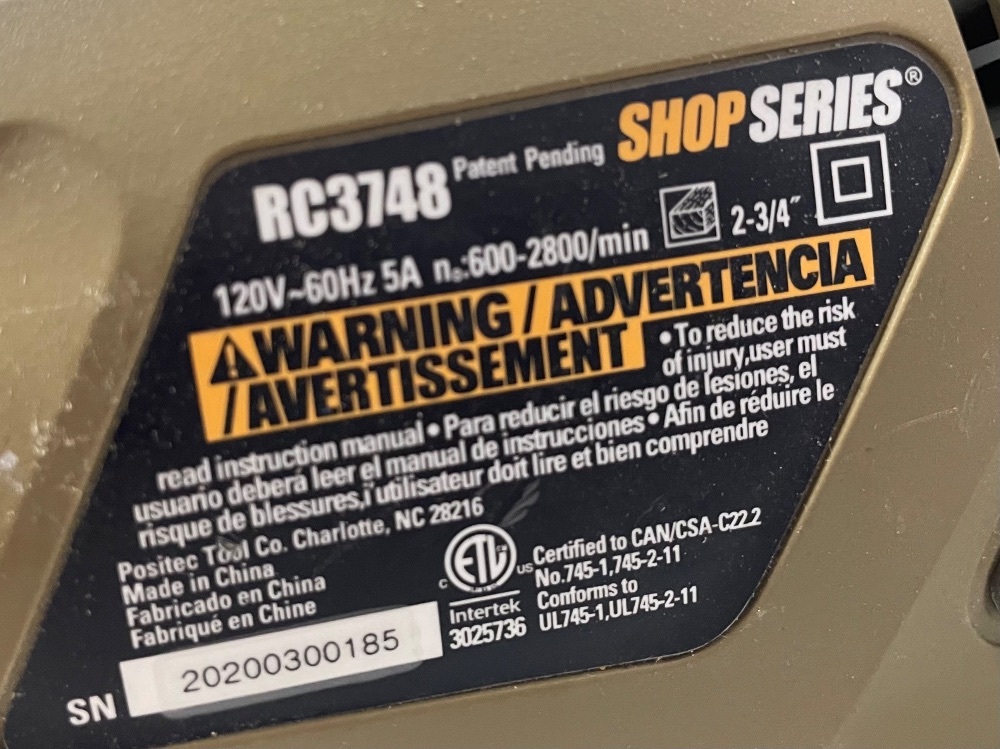 SHOPSERIES®
RC3748 Patent Pending
120V~60Hz 5A n₀:600-2800/min 2-3/4"
WARNING / ADVERTENCIA
/ AVERTISSEMENT
• To reduce the risk
of injury,user must
read instruction manual • Para reducir el riesgo de lesiones, el
usuario deberá leer el manual de instrucciones • Afin de réduire le
risque de blessures,l'utilisateur doit lire et bien comprendre
Positec Tool Co. Charlotte, NC 28216
Made in China
Fabricado en China
Fabriqué en Chine
C ETL US
Intertek
3025736
Certified to CAN/CSA-C22.2
No.745-1,745-2-11
Conforms to
UL745-1,UL745-2-11
SN 20200300185